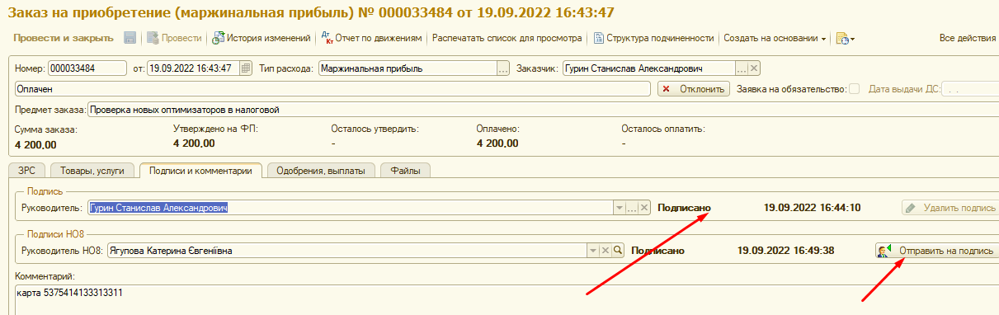 Заказ на приобретение (маржинальная прибыль) № 000033484 от 19.09.2022 16:43:47
Провести и закрыть Провести История изменений Дт Кт Отчет по движениям Распечатать список для просмотра Структура подчиненности Создать на основании Все действия
Номер: 000033484 от: 19.09.2022 16:43:47 Тип расхода: Маржинальная прибыль ... Заказчик: Гурин Станислав Александрович ...
Оплачен Отклонить Заявка на обязательство: Дата выдачи ДС: . .
Предмет заказа: Проверка новых оптимизаторов в налоговой
Сумма заказа: Утверждено на ФП: Осталось утвердить: Оплачено: Осталось оплатить:
4 200,00 4 200,00 - 4 200,00 -
ЗРС Товары, услуги Подписи и комментарии Одобрения, выплаты Файлы
Подпись
Руководитель: Гурин Станислав Александрович ... Подписано 19.09.2022 16:44:10 Удалить подпись
Подписи НО8
Руководитель НО8: Ягупова Катерина Євгеніївна Подписано 19.09.2022 16:49:38 Отправить на подпись
Комментарий:
карта 5375414133313311